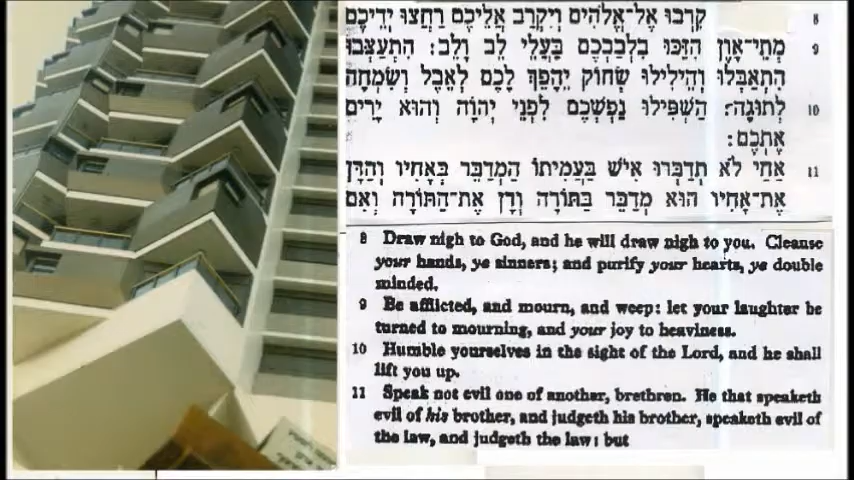 8 קִרְבוּ אֶל־אֱלֹהִים וְיִקְרַב אֲלֵיכֶם רַחֲצוּ יְדֵיכֶם
9 מְתֵי־אָוֶן הִזַּכּוּ בִלְבַבְכֶם בַּעֲלֵי לֵב וָלֵב׃ הִתְעַצְּבוּ
הִתְאַבְּלוּ וְהֵילִילוּ שְׂחוֹק יֵהָפֵךְ לָכֶם לְאֵבֶל וְשִׂמְחָה
10 לְתוּגָה׃ הַשְׁפִּילוּ נַפְשְׁכֶם לִפְנֵי יְהוָֹה וְהוּא יָרִים
אֶתְכֶם׃
11 אַחַי לֹא תְדַבְּרוּ אִישׁ בַּעֲמִיתוֹ הַמְדַבֵּר בְּאָחִיו וְהַדָּן
אֶת־אָחִיו הוּא מְדַבֵּר בַּתּוֹרָה וְדָן אֶת־הַתּוֹרָה וְאִם
8 Draw nigh to God, and he will draw nigh to you. Cleanse
your hands, ye sinners; and purify your hearts, ye double
minded.
9 Be afflicted, and mourn, and weep: let your laughter be
turned to mourning, and your joy to heaviness.
10 Humble yourselves in the sight of the Lord, and he shall
lift you up.
11 Speak not evil one of another, brethren. He that speaketh
evil of his brother, and judgeth his brother, speaketh evil of
the law, and judgeth the law: but